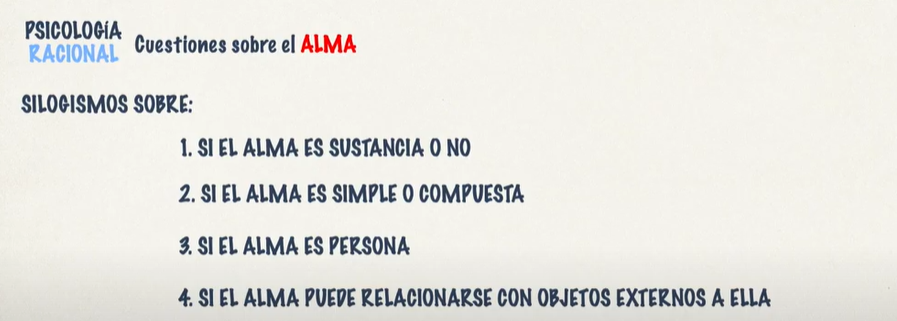 PSICOLOGÍA
RACIONAL Cuestiones sobre el ALMA
SILOGISMOS SOBRE:
1. SI EL ALMA ES SUSTANCIA O NO
2. SI EL ALMA ES SIMPLE O COMPUESTA
3. SI EL ALMA ES PERSONA
4. SI EL ALMA PUEDE RELACIONARSE CON OBJETOS EXTERNOS A ELLA